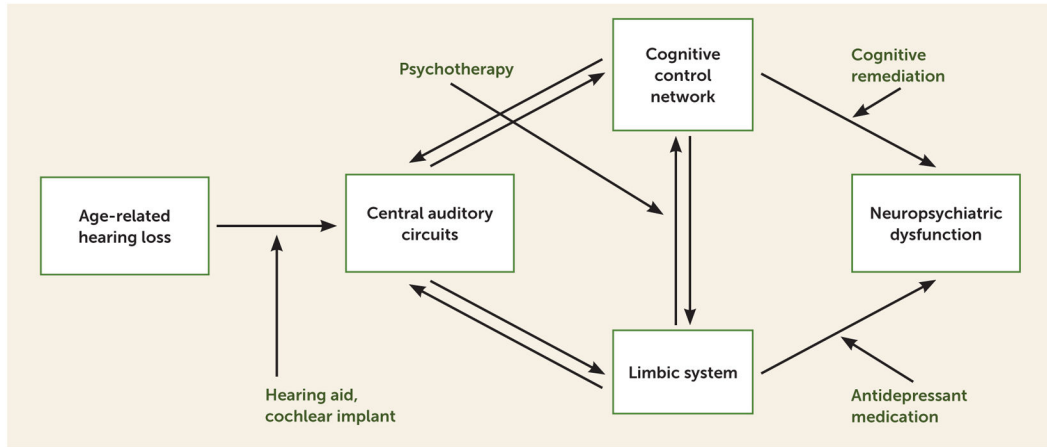 Psychotherapy
Cognitive
control
network
Cognitive
remediation
Age-related
hearing loss
Central auditory
circuits
Neuropsychiatric
dysfunction
Hearing aid,
cochlear implant
Limbic system
Antidepressant
medication